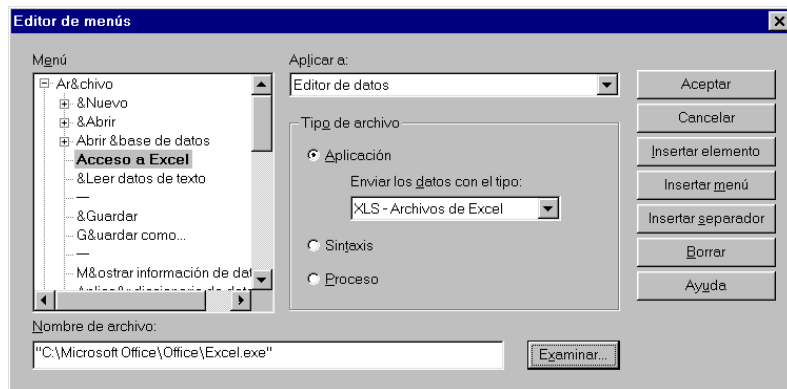 Editor de menús
Menú
Ar&chivo
&Nuevo
&Abrir
Abrir &base de datos
Acceso a Excel
&Leer datos de texto
—
&Guardar
G&uardar como...
—
M&ostrar información de dat
Aplicar a:
Editor de datos
Tipo de archivo
Aplicación
Enviar los datos con el tipo:
XLS - Archivos de Excel
Sintaxis
Proceso
Aceptar
Cancelar
Insertar elemento
Insertar menú
Insertar separador
Borrar
Ayuda
Nombre de archivo:
"C:\Microsoft Office\Office\Excel.exe"
Examinar...